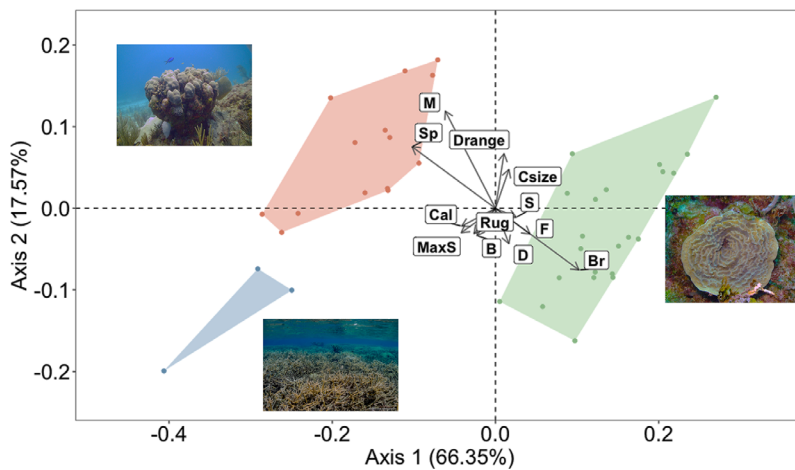 0.2
M
Sp
Drange
0.1
Csize
S
0.0
Cal
Rug
F
MaxS
B
D
Br
-0.1
-0.2
-0.4
-0.2
0.0
0.2
Axis 1 (66.35%)
Axis 2 (17.57%)